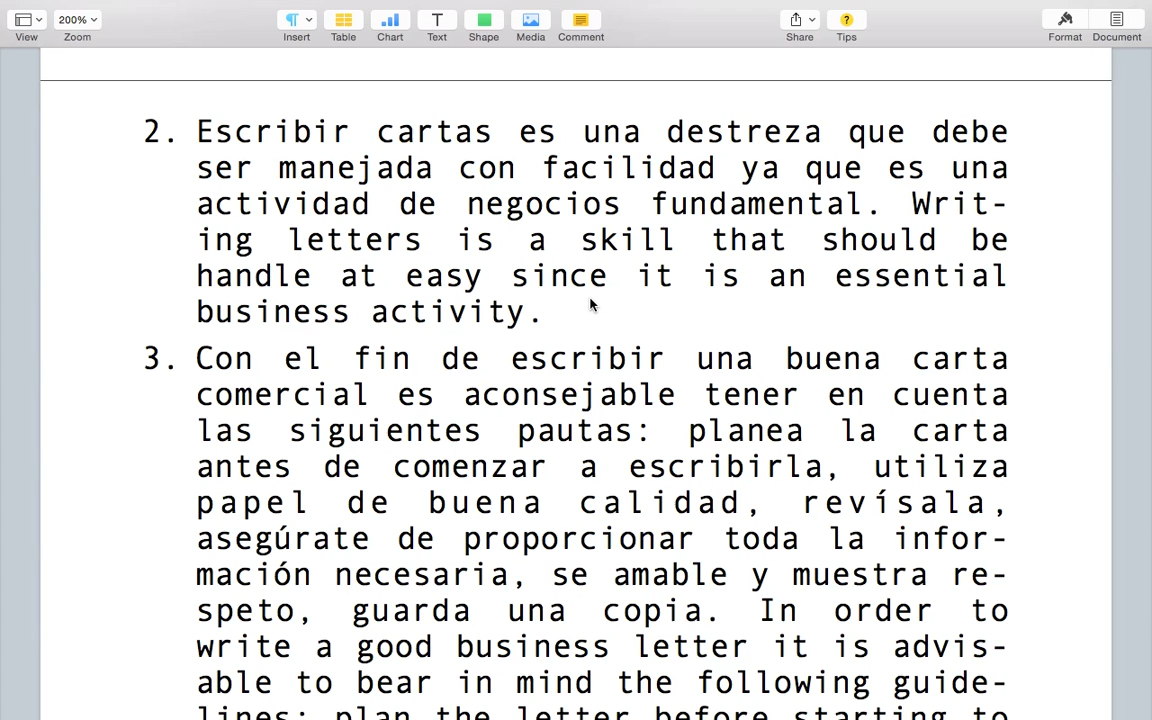 200%
View
Zoom
Insert
Table
Chart
Text
Shape
Media
Comment
Share
Tips
Format
Document
2. Escribir cartas es una destreza que debe
ser manejada con facilidad ya que es una
actividad de negocios fundamental. Writ-
ing letters is a skill that should be
handle at easy since it is an essential
business activity.
3. Con el fin de escribir una buena carta
comercial es aconsejable tener en cuenta
las siguientes pautas: planea la carta
antes de comenzar a escribirla, utiliza
papel de buena calidad, revísala,
asegúrate de proporcionar toda la infor-
mación necesaria, se amable y muestra re-
speto, guarda una copia. In order to
write a good business letter it is advis-
able to bear in mind the following guide-
lines: plan the letter before starting to